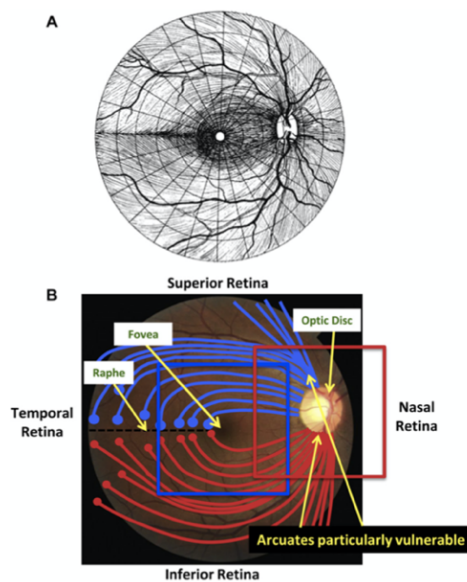 A
Superior Retina
B
Optic Disc
Fovea
Raphe
Temporal
Retina
Nasal
Retina
Arcuates particularly vulnerable
Inferior Retina